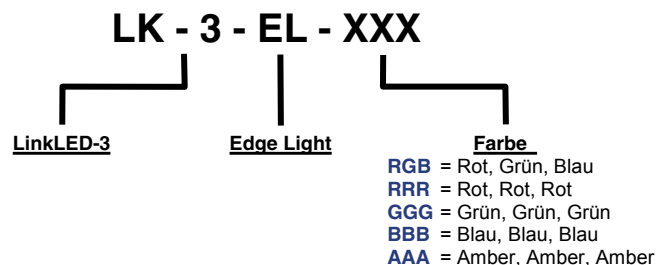 LK - 3 - EL - XXX
LinkLED-3 Edge Light Farbe
RGB = Rot, Grün, Blau
RRR = Rot, Rot, Rot
GGG = Grün, Grün, Grün
BBB = Blau, Blau, Blau
AAA = Amber, Amber, Amber